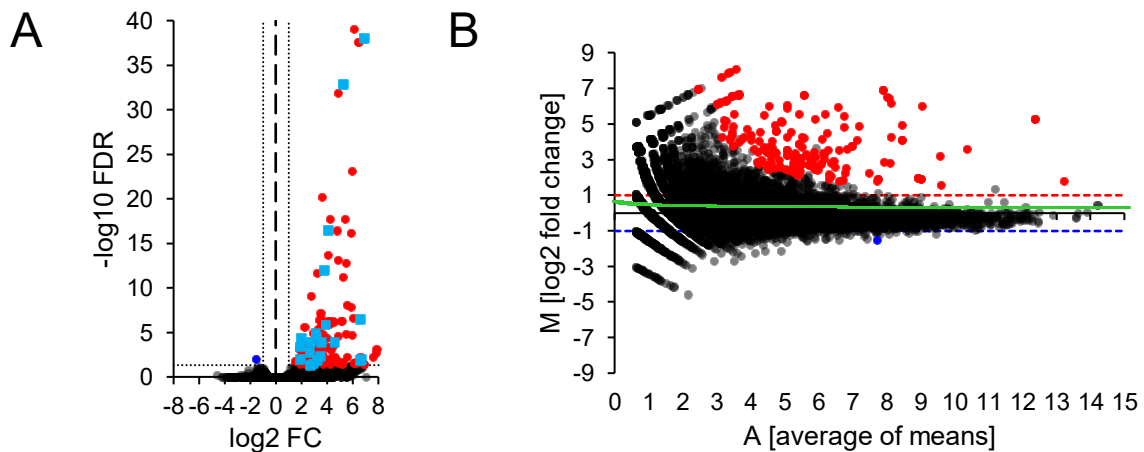 A
-log10 FDR
40
35
30
25
20
15
10
5
0
-8 -6 -4 -2 0 2 4 6 8
log2 FC
B
M [log2 fold change]
9
7
5
3
1
-1
-3
-5
-7
-9
0 1 2 3 4 5 6 7 8 9 10 11 12 13 14 15
A [average of means]